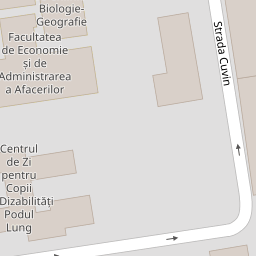 Biologie-
Geografie
Facultatea
de Economie
și de
Administrarea
a Afacerilor
Strada Cuvin
Centrul
de Zi
pentru
Copii
Dizabilități
Podul
Lung